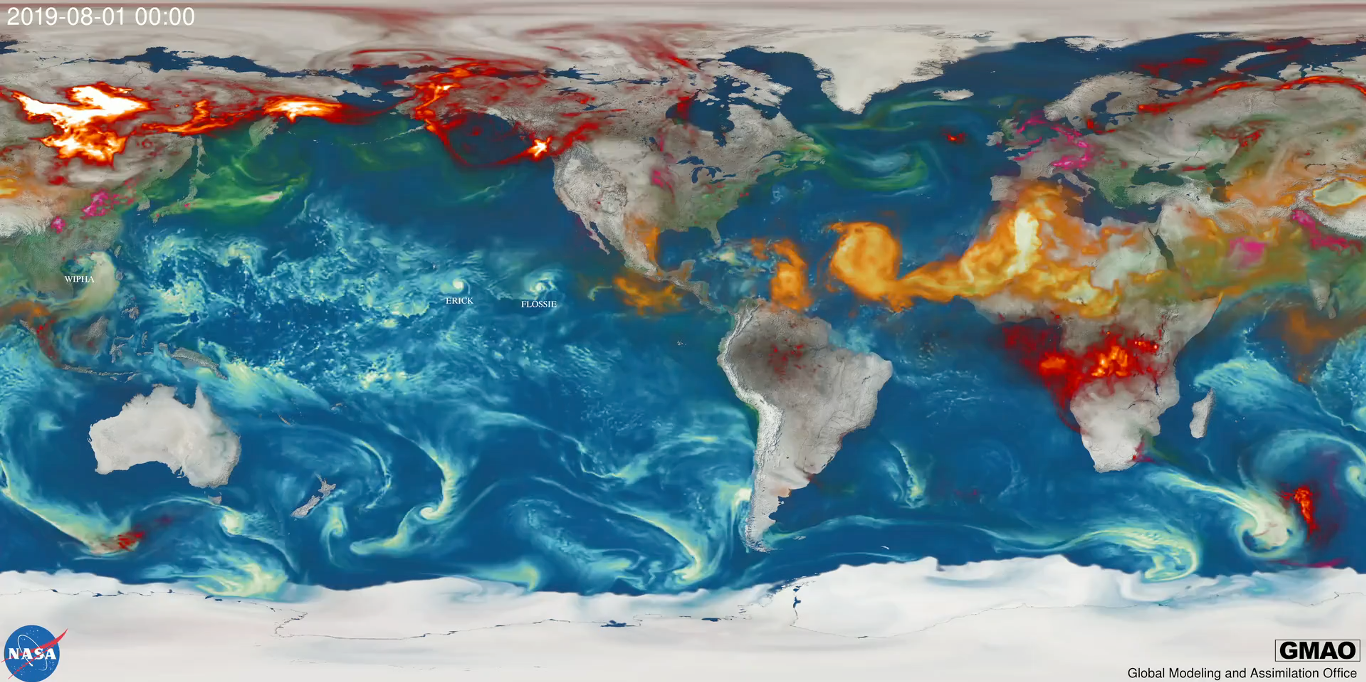 2019-08-01 00:00
WIPHA
ERICK
FLOSSIE
NASA
GMAO
Global Modeling and Assimilation Office